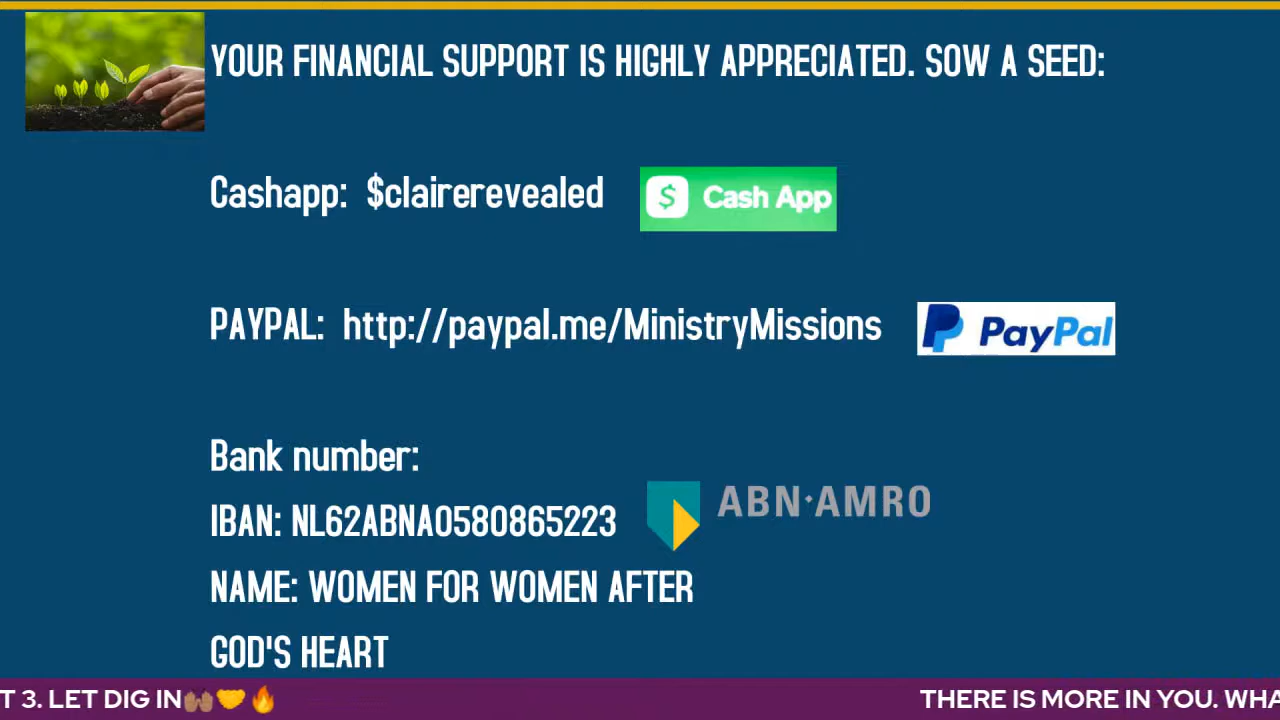 YOUR FINANCIAL SUPPORT IS HIGHLY APPRECIATED. SOW A SEED:
Cashapp: $clairerevealed
$ Cash App
PAYPAL: http://paypal.me/MinistryMissions
PayPal
Bank number:
IBAN: NL62ABNA0580865223
ABN·AMRO
NAME: WOMEN FOR WOMEN AFTER
GOD'S HEART
T 3. LET DIG IN🙌🏾🤝🔥 THERE IS MORE IN YOU. WHA